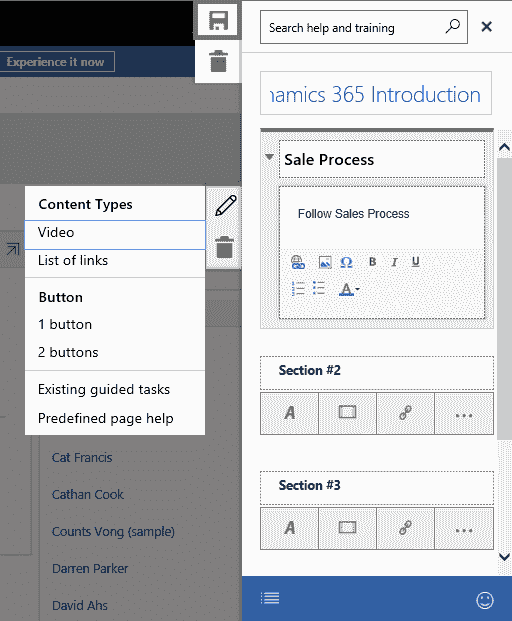 Experience it now
Search help and training
namics 365 Introduction
Sale Process
Follow Sales Process
B I U
A
Content Types
Video
List of links
Button
1 button
2 buttons
Existing guided tasks
Predefined page help
Section #2
A
Section #3
A
Cat Francis
Cathan Cook
Counts Vong (sample)
Darren Parker
David Ahs